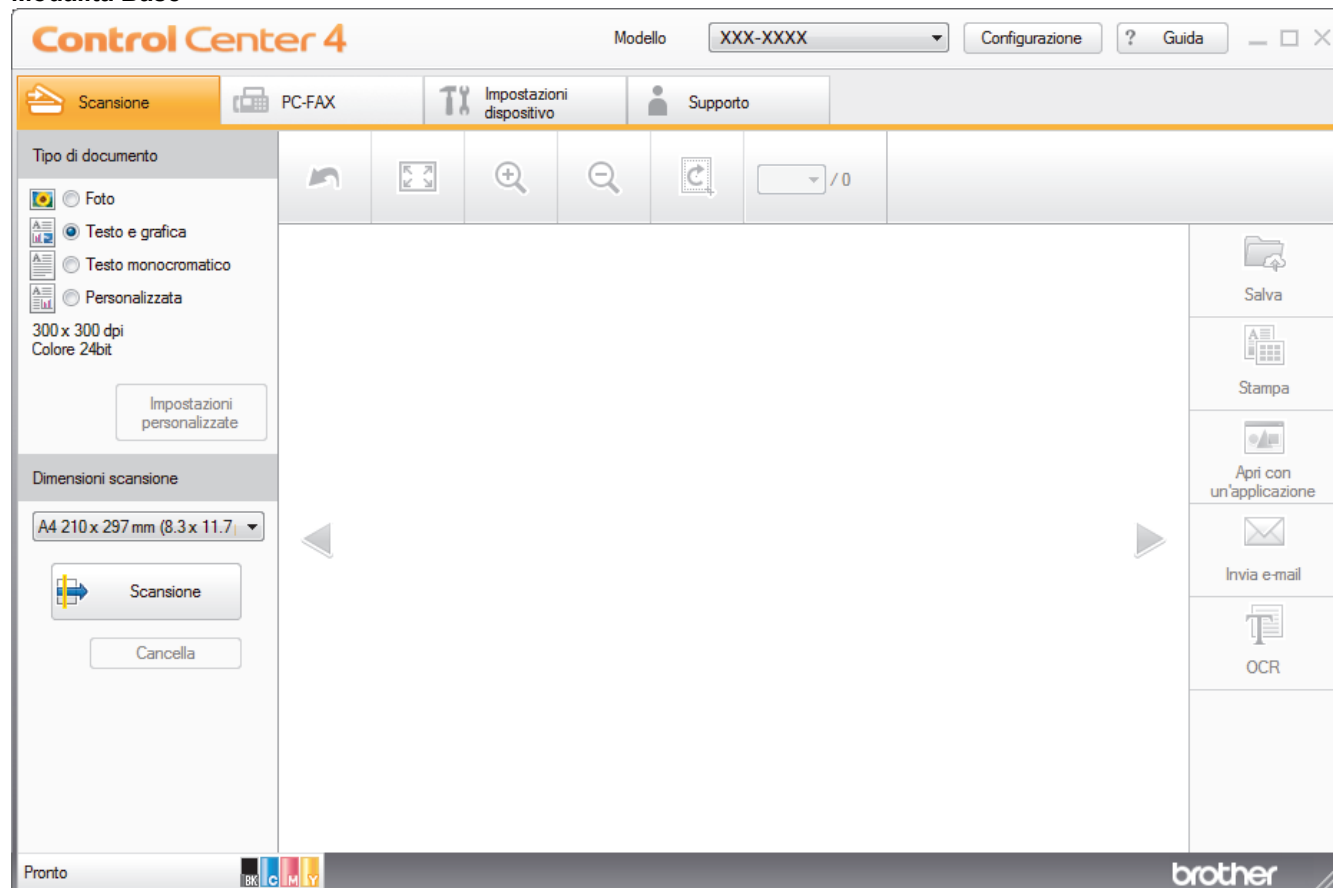 Modalità Base
Control Center 4
Modello
XXX-XXXX
Configurazione
? Guida
Scansione
PC-FAX
Impostazioni
dispositivo
Supporto
Tipo di documento
/ 0
Foto
Testo e grafica
Testo monocromatico
Personalizzata
300 x 300 dpi
Colore 24bit
Impostazioni
personalizzate
Dimensioni scansione
A4 210 x 297 mm (8.3 x 11.7
Scansione
Cancella
Salva
Stampa
Apri con
un'applicazione
Invia e-mail
OCR
Pronto
BK C M Y
brother